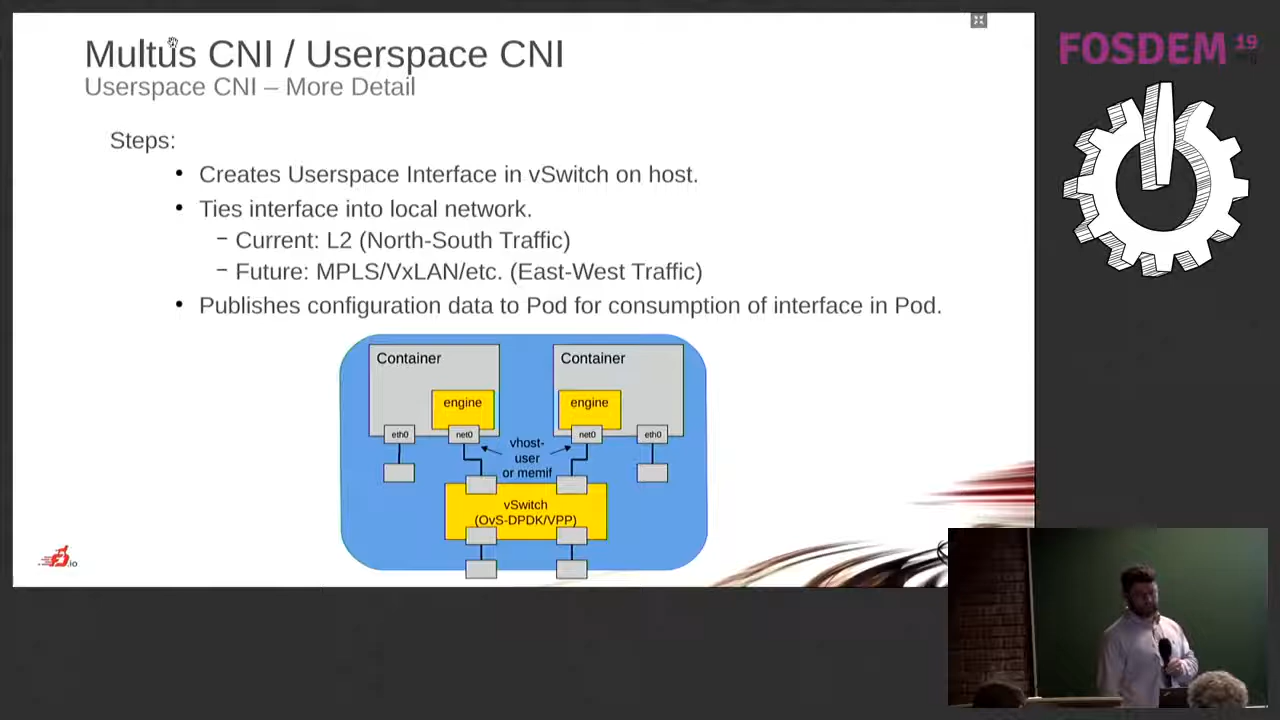 Multus CNI / Userspace CNI
Userspace CNI – More Detail
Steps:
• Creates Userspace Interface in vSwitch on host.
• Ties interface into local network.
– Current: L2 (North-South Traffic)
– Future: MPLS/VxLAN/etc. (East-West Traffic)
• Publishes configuration data to Pod for consumption of interface in Pod.
Container
Container
engine
engine
eth0
net0
net0
eth0
vhost-
user
or memif
vSwitch
(OvS-DPDK/VPP)
.io
FOSDEM 19